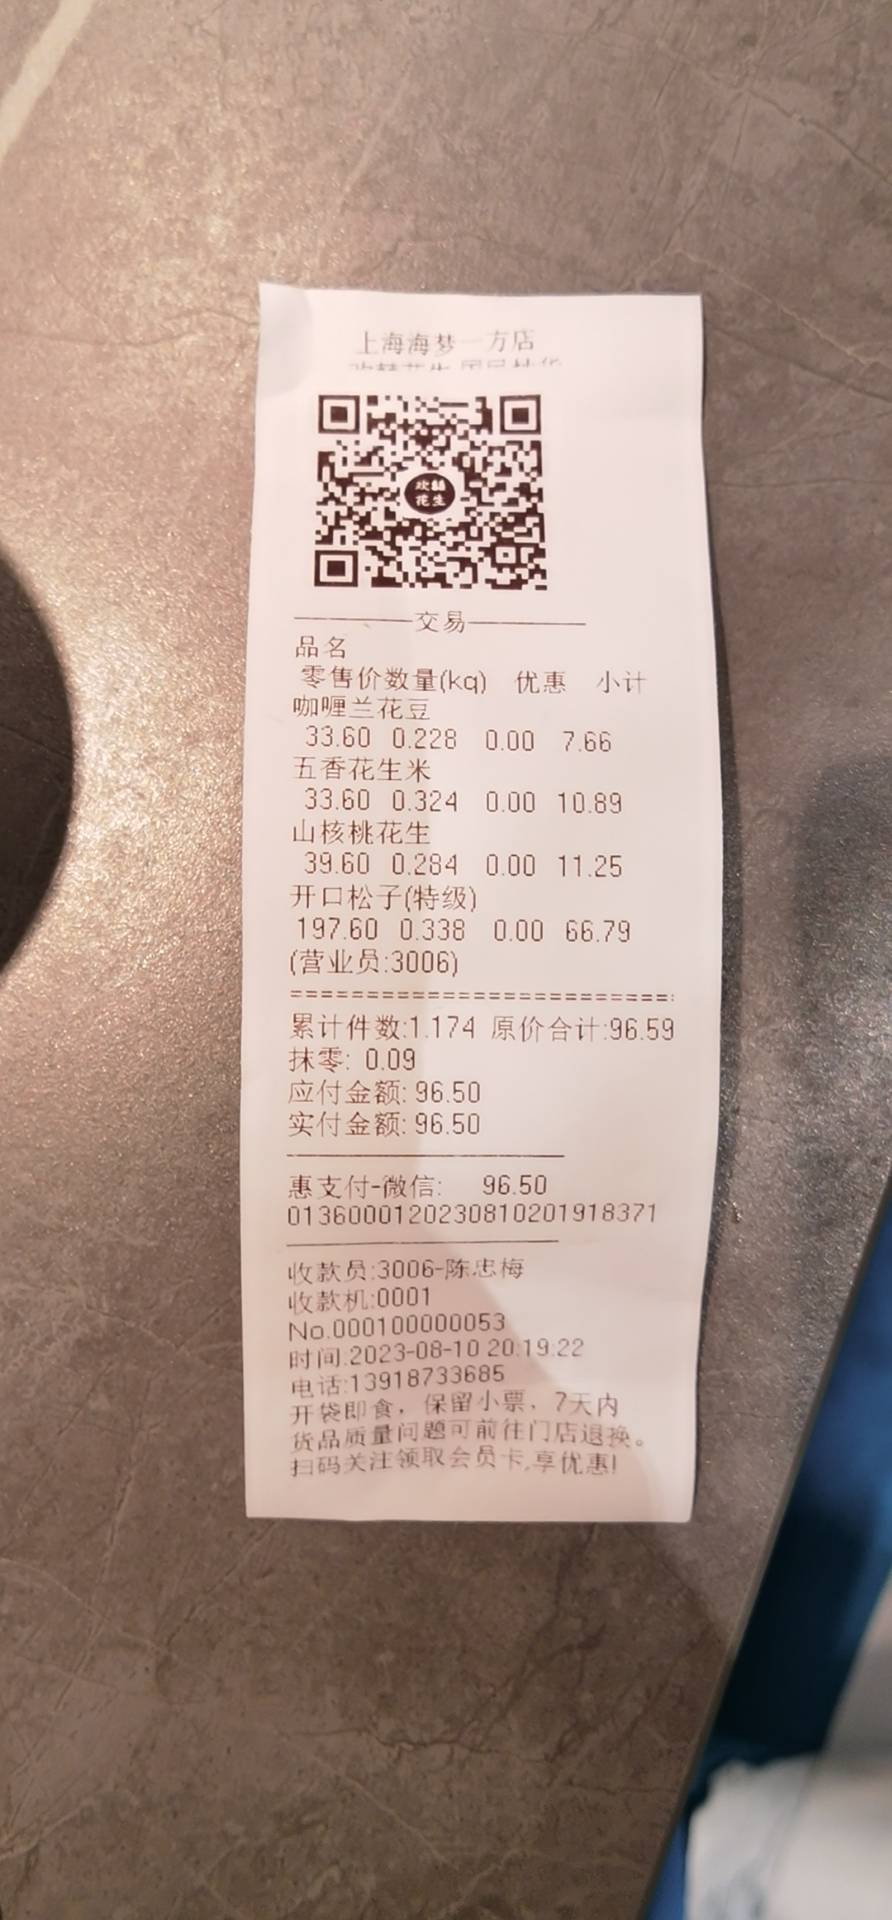 上海海梦一方店
欢囍
花生
交易
品名
零售价数量(kg) 优惠 小计
咖喱兰花豆
33.60 0.228 0.00 7.66
五香花生米
33.60 0.324 0.00 10.89
山核桃花生
39.60 0.284 0.00 11.25
开口松子(特级)
197.60 0.338 0.00 66.79
(营业员:3006)
========================
累计件数:1.174 原价合计:96.59
抹零: 0.09
应付金额: 96.50
实付金额: 96.50
惠支付-微信: 96.50
0136000120230810201918371
收款员:3006-陈忠梅
收款机:0001
No.000100000053
时间:2023-08-10 20:19:22
电话:13918733685
开袋即食，保留小票，7天内
货品质量问题可前往门店退换。
扫码关注领取会员卡,享优惠!